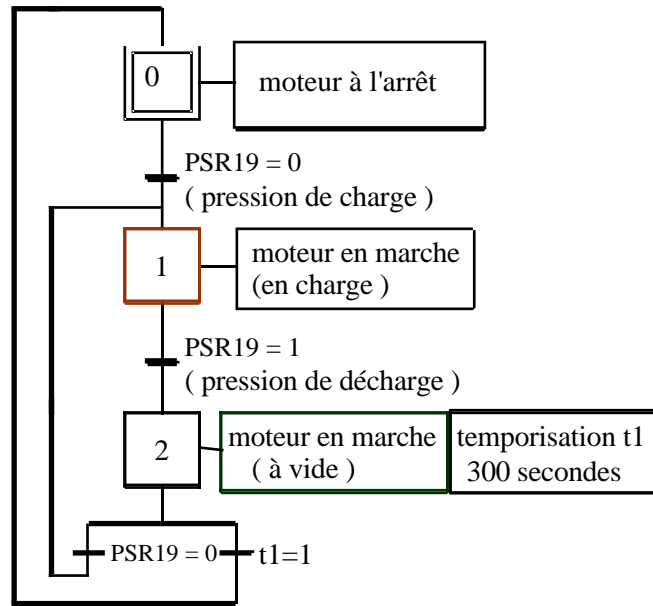 0
moteur à l'arrêt
PSR19 = 0
( pression de charge )
1
moteur en marche
(en charge )
PSR19 = 1
( pression de décharge )
2
moteur en marche
( à vide )
temporisation t1
300 secondes
PSR19 = 0
t1=1